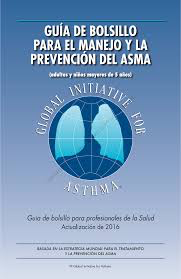 GUÍA DE BOLSILLO
PARA EL MANEJO Y LA
PREVENCIÓN DEL ASMA
(adultos y niños mayores de 5 años)
GLOBAL INITIATIVE FOR
ASTHMA
Guia de bolsillo para profesionales de la Salud
Actualización de 2016
BASADA EN LA ESTRATEGIA MUNDIAL PARA EL TRATAMIENTO
Y LA PREVENCIÓN DEL ASMA
Global Initiative for Asthma